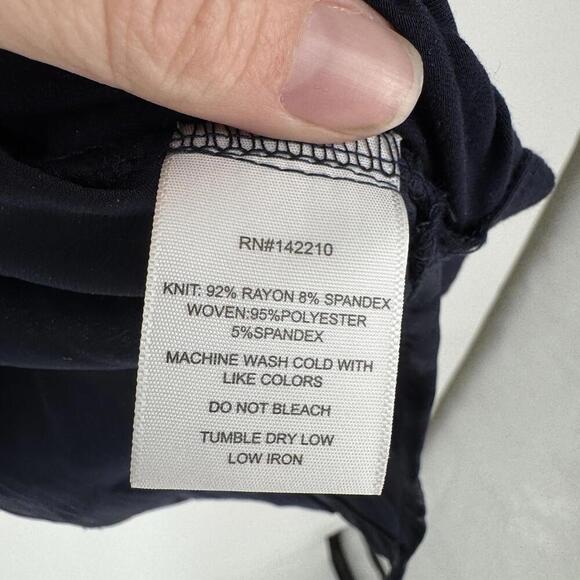 RN#142210
KNIT: 92% RAYON 8% SPANDEX
WOVEN:95%POLYESTER
5%SPANDEX
MACHINE WASH COLD WITH
LIKE COLORS
DO NOT BLEACH
TUMBLE DRY LOW
LOW IRON